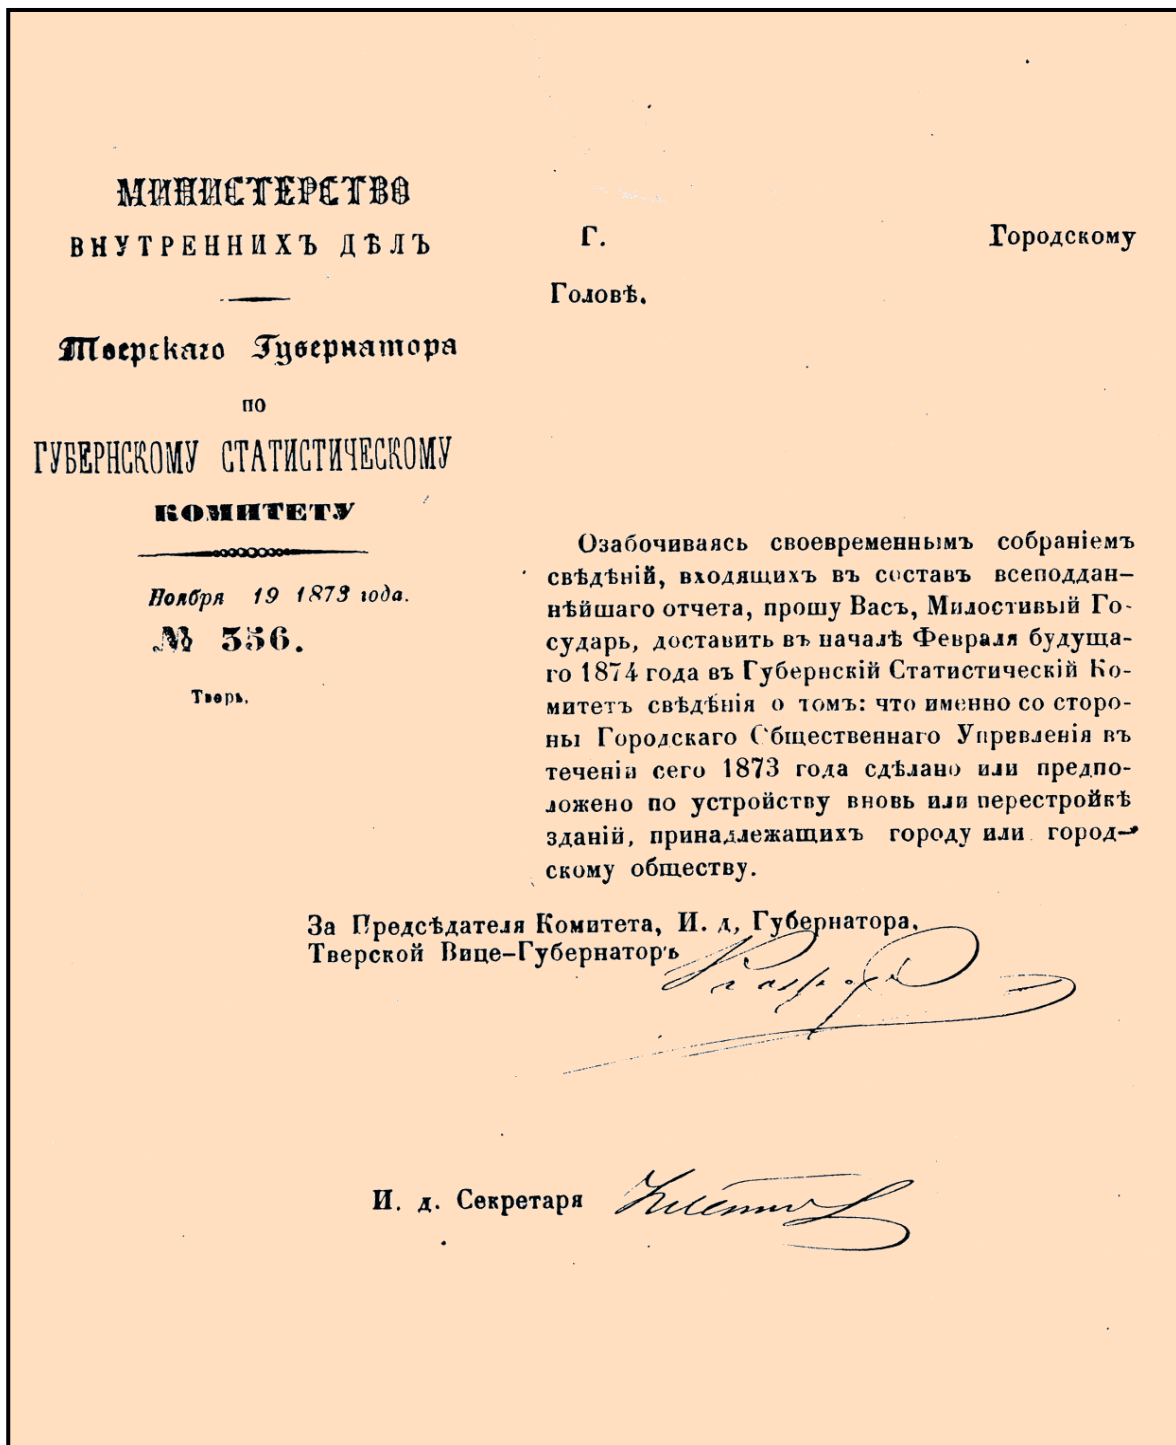 МИНИСТЕРСТВО
ВНУТРЕННИХЪ ДѢЛЪ
Тверскаго Губернатора
по
ГУБЕРНСКОМУ СТАТИСТИЧЕСКОМУ
КОМИТЕТУ
Ноября 19 1873 года.
№ 356.
Тверь.
Г. Городскому
Головѣ.
Озабочиваясь своевременнымъ собраніемъ
свѣдѣній, входящихъ въ составъ всеподдан-
нѣйшаго отчета, прошу Васъ, Милостивый Го-
сударь, доставить въ началѣ Февраля будуща-
го 1874 года въ Губернскій Статистическій Ко-
митетъ свѣдѣнія о томъ: что именно со сторо-
ны Городскаго Общественнаго Упревленія въ
теченіи сего 1873 года сдѣлано или предпо-
ложено по устройству вновь или перестройкѣ
зданій, принадлежащихъ городу или город-
скому обществу.
За Предсѣдателя Комитета, И. д, Губернатора,
Тверской Вице-Губернаторъ
И. д. Секретаря